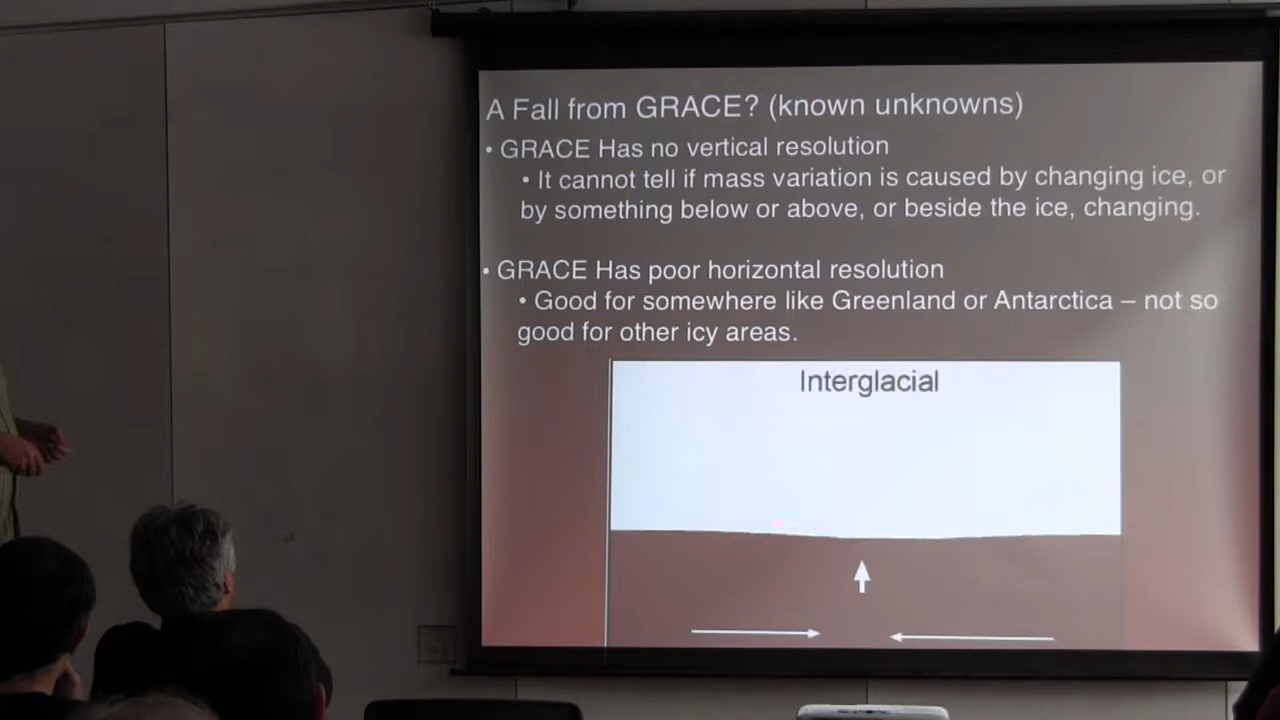 A Fall from GRACE? (known unknowns)
• GRACE Has no vertical resolution
• It cannot tell if mass variation is caused by changing ice, or
by something below or above, or beside the ice, changing.
• GRACE Has poor horizontal resolution
• Good for somewhere like Greenland or Antarctica – not so
good for other icy areas.
Interglacial